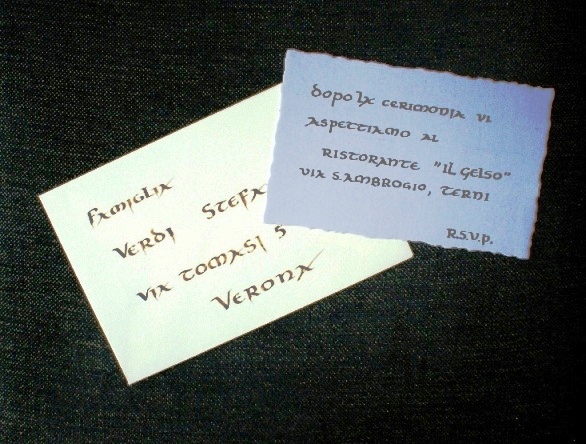 Famiglia
Verdi Stefa
via Tomasi 5
Verona
dopo la cerimonia vi
aspettiamo al
ristorante "il gelso"
via s.ambrogio, terni
R.S.V.P.